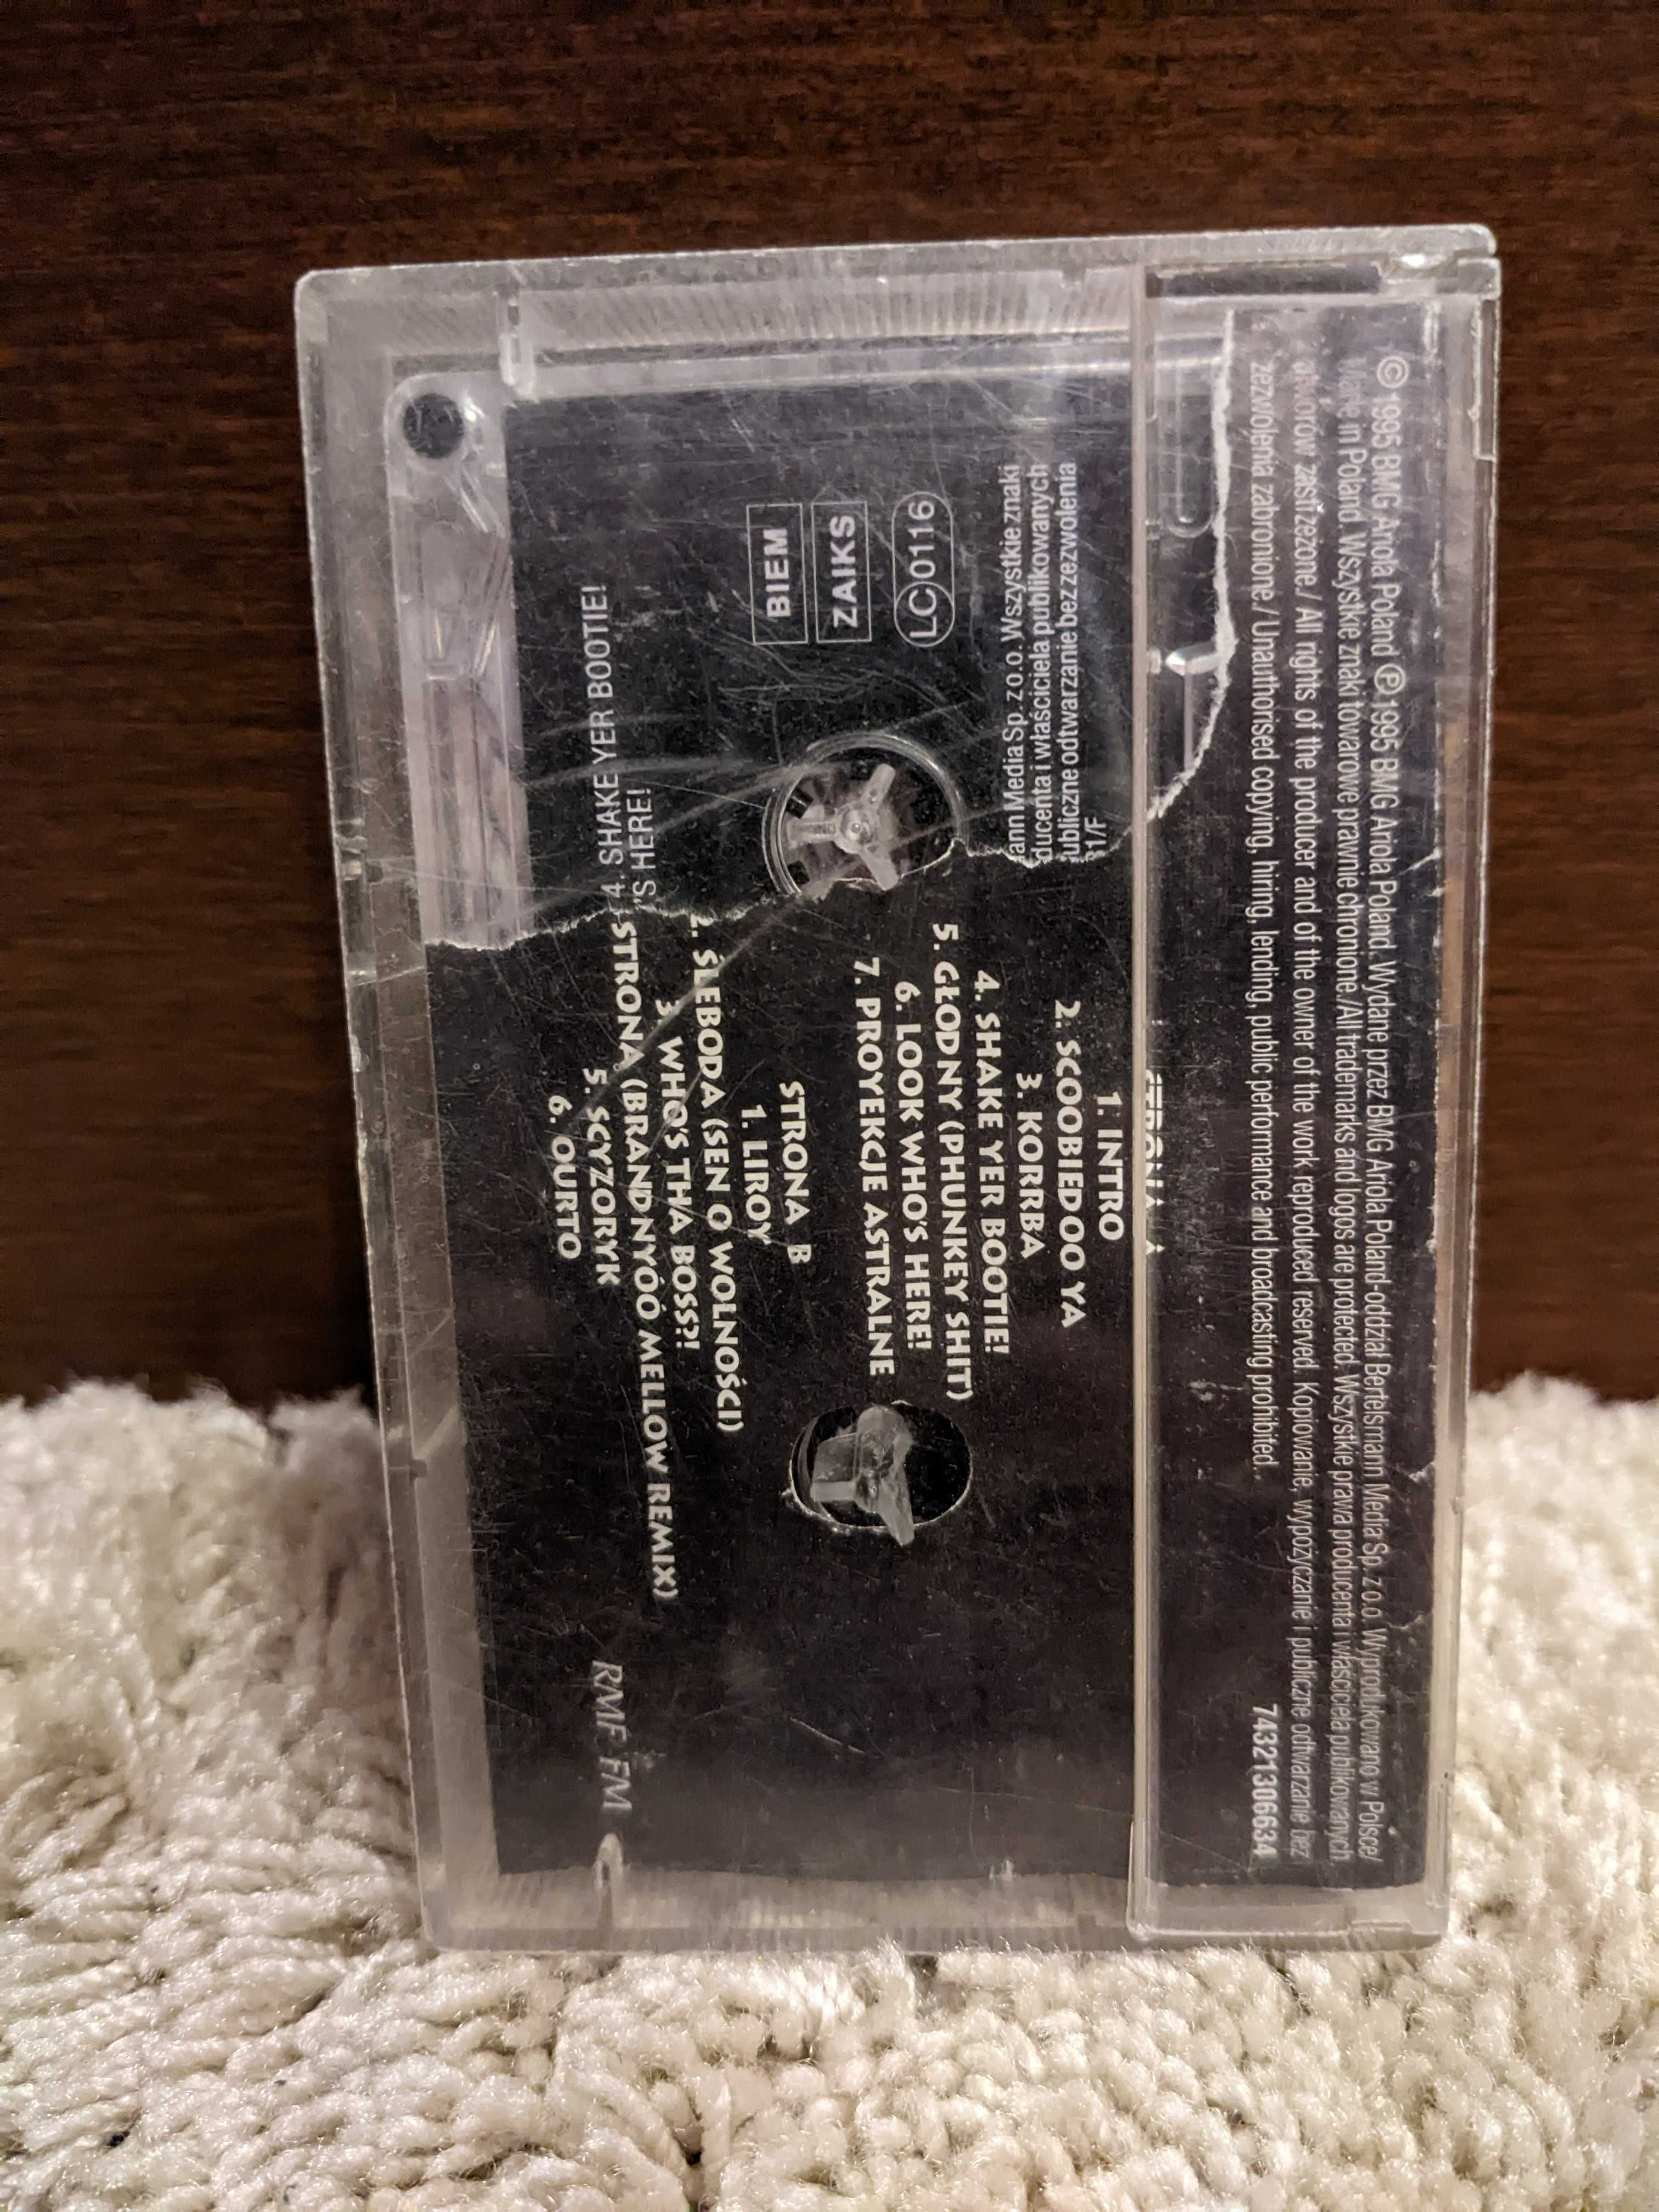 © 1995 BMG Ariola Poland ℗ 1995 BMG Ariola Poland. Wydane przez BMG Ariola Poland-oddział Bertelsmann Media Sp. z o.o. Wyprodukowano w Polsce/
Made in Poland. Wszystkie znaki towarowe prawnie chronione./All trademarks and logos are protected. Wszystkie prawa producenta i właściciela publikowanych
utworów zastrzeżone./ All rights of the producer and of the owner of the work reproduced reserved. Kopiowanie, wypożyczanie i publiczne odtwarzanie bez
zezwolenia zabronione./ Unauthorised copying, hiring, lending, public performance and broadcasting prohibited.
74321306634
STRONA A
1. INTRO
2. SCOOBIEDOO YA
3. KORRBA
4. SHAKE YER BOOTIE!
5. GŁODNY (PHUNKEY SHIT)
6. LOOK WHO'S HERE!
7. PROYEKCJE ASTRALNE
STRONA B
1. LIROY
2. ŚLEBODA (SEN O WOLNOŚCI)
3. WHO'S THA BOSS?!
STRONA (BRANDNYÓÓ MELLOW REMIX)
5. SCYZORYK
6. OURTO
RMF FM
4. SHAKE YER BOOTIE!
'S HERE!
BIEM
ZAIKS
LC 0116
ann Media Sp. z o.o. Wszystkie znaki
ducenta i właściciela publikowanych
ubliczne odtwarzanie bez zezwolenia
1/F